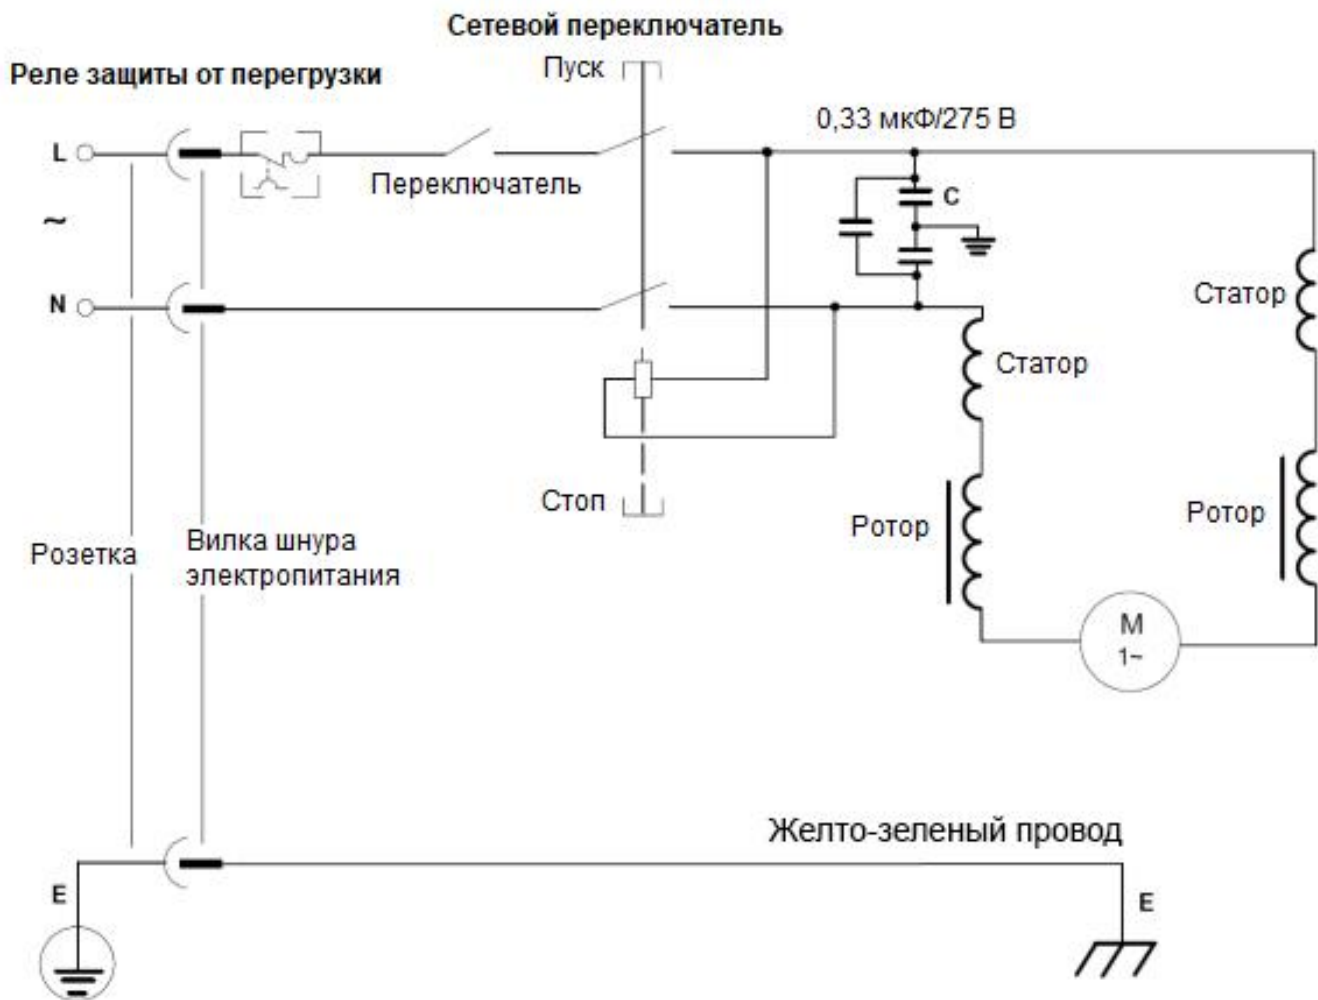 Сетевой переключатель
Пуск
Реле защиты от перегрузки
0,33 мкФ/275 В
L
Переключатель
C
~
N
Статор
Статор
Стоп
Ротор
Ротор
Розетка
Вилка шнура
электропитания
M
1~
Желто-зеленый провод
E
E